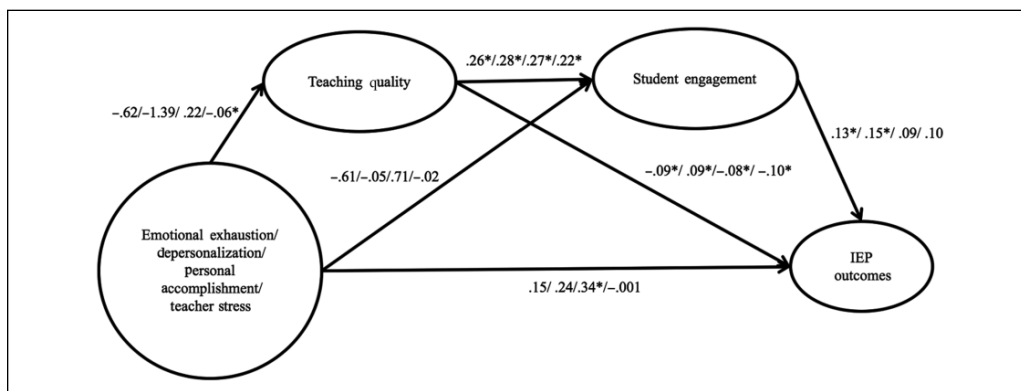 .26*/.28*/.27*/.22*
Teaching quality
Student engagement
−.62/−1.39/ .22/−.06*
.13*/ .15*/ .09/ .10
−.61/−.05/.71/−.02
−.09*/ .09*/−.08*/ −.10*
Emotional exhaustion/
depersonalization/
personal
accomplishment/
teacher stress
IEP
outcomes
.15/ .24/.34*/−.001